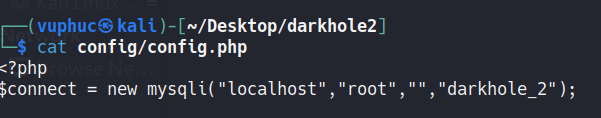 ┌──(vuphuc㉿kali)-[~/Desktop/darkhole2]
└─$ cat config/config.php
<?php
$connect = new mysqli("localhost","root","","darkhole_2");